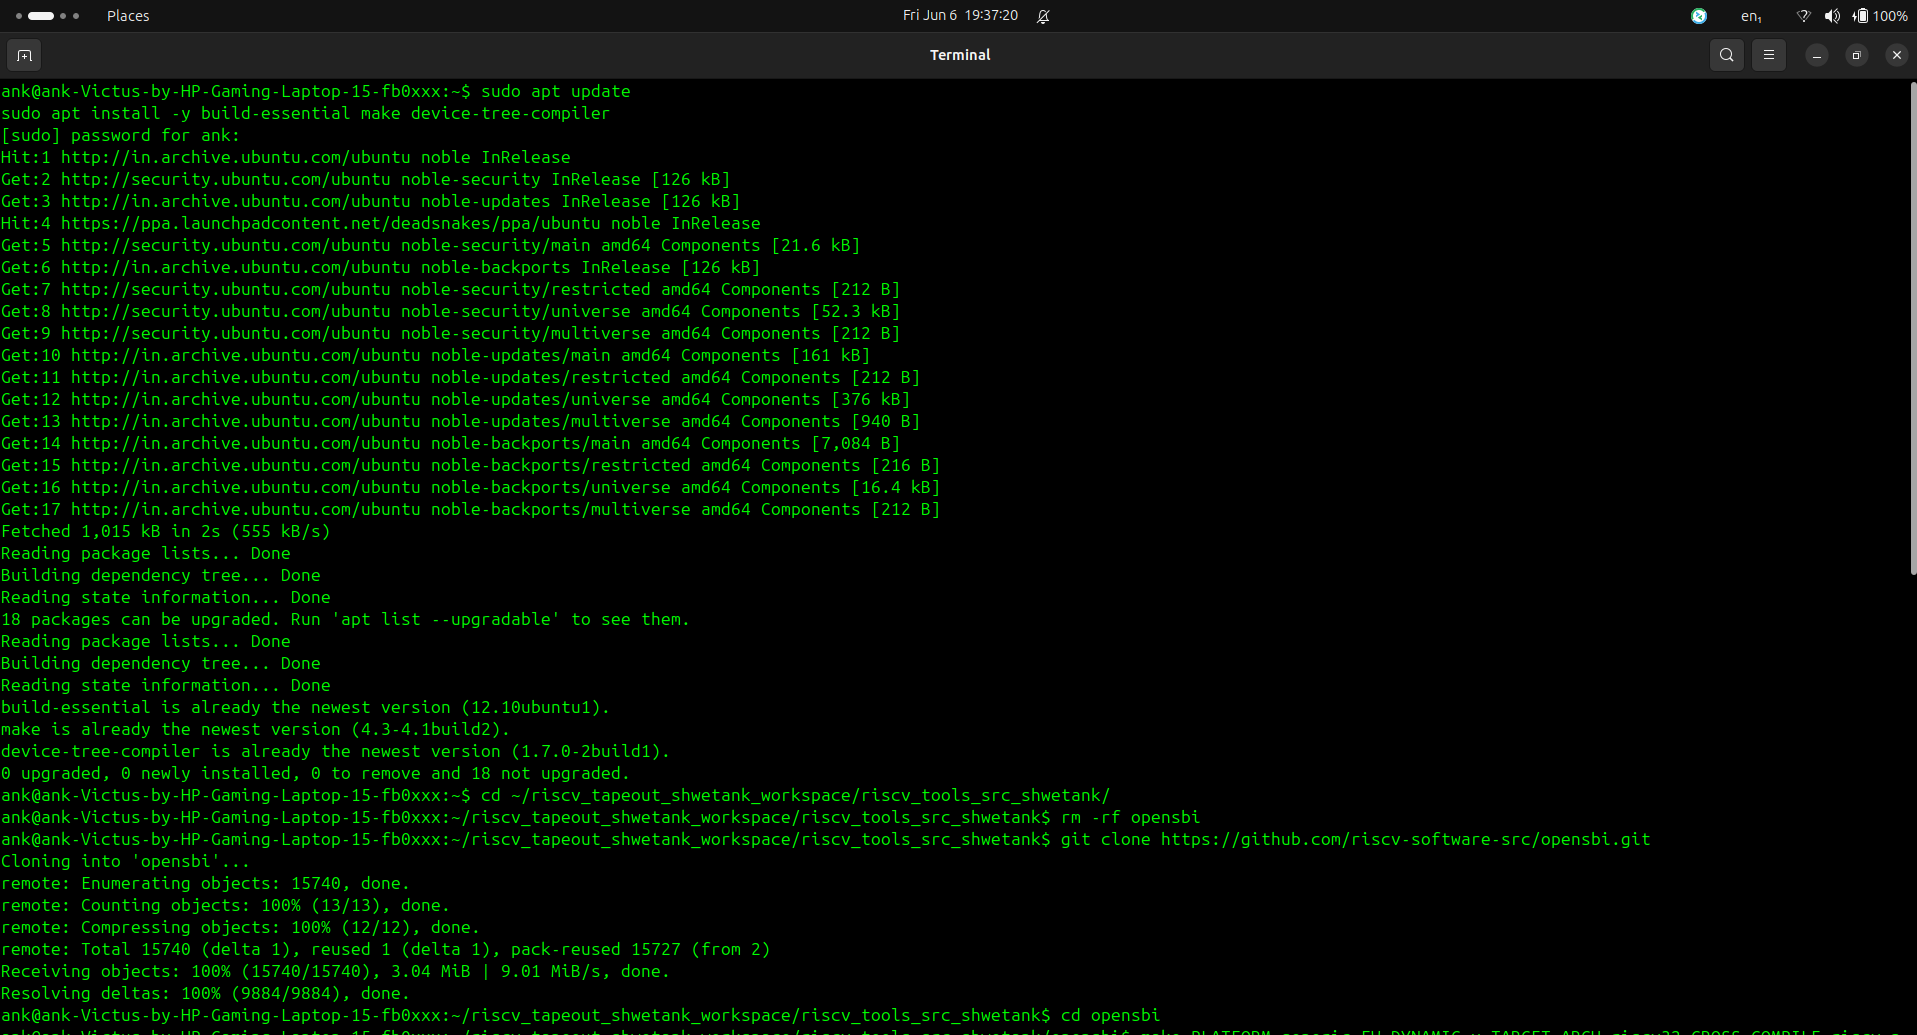 Places
Fri Jun 6 19:37:20
en₁
100%
Terminal
ank@ank-Victus-by-HP-Gaming-Laptop-15-fb0xxx:~$ sudo apt update
sudo apt install -y build-essential make device-tree-compiler
[sudo] password for ank:
Hit:1 http://in.archive.ubuntu.com/ubuntu noble InRelease
Get:2 http://security.ubuntu.com/ubuntu noble-security InRelease [126 kB]
Get:3 http://in.archive.ubuntu.com/ubuntu noble-updates InRelease [126 kB]
Hit:4 https://ppa.launchpadcontent.net/deadsnakes/ppa/ubuntu noble InRelease
Get:5 http://security.ubuntu.com/ubuntu noble-security/main amd64 Components [21.6 kB]
Get:6 http://in.archive.ubuntu.com/ubuntu noble-backports InRelease [126 kB]
Get:7 http://security.ubuntu.com/ubuntu noble-security/restricted amd64 Components [212 B]
Get:8 http://security.ubuntu.com/ubuntu noble-security/universe amd64 Components [52.3 kB]
Get:9 http://security.ubuntu.com/ubuntu noble-security/multiverse amd64 Components [212 B]
Get:10 http://in.archive.ubuntu.com/ubuntu noble-updates/main amd64 Components [161 kB]
Get:11 http://in.archive.ubuntu.com/ubuntu noble-updates/restricted amd64 Components [212 B]
Get:12 http://in.archive.ubuntu.com/ubuntu noble-updates/universe amd64 Components [376 kB]
Get:13 http://in.archive.ubuntu.com/ubuntu noble-updates/multiverse amd64 Components [940 B]
Get:14 http://in.archive.ubuntu.com/ubuntu noble-backports/main amd64 Components [7,084 B]
Get:15 http://in.archive.ubuntu.com/ubuntu noble-backports/restricted amd64 Components [216 B]
Get:16 http://in.archive.ubuntu.com/ubuntu noble-backports/universe amd64 Components [16.4 kB]
Get:17 http://in.archive.ubuntu.com/ubuntu noble-backports/multiverse amd64 Components [212 B]
Fetched 1,015 kB in 2s (555 kB/s)
Reading package lists... Done
Building dependency tree... Done
Reading state information... Done
18 packages can be upgraded. Run 'apt list --upgradable' to see them.
Reading package lists... Done
Building dependency tree... Done
Reading state information... Done
build-essential is already the newest version (12.10ubuntu1).
make is already the newest version (4.3-4.1build2).
device-tree-compiler is already the newest version (1.7.0-2build1).
0 upgraded, 0 newly installed, 0 to remove and 18 not upgraded.
ank@ank-Victus-by-HP-Gaming-Laptop-15-fb0xxx:~$ cd ~/riscv_tapeout_shwetank_workspace/riscv_tools_src_shwetank/
ank@ank-Victus-by-HP-Gaming-Laptop-15-fb0xxx:~/riscv_tapeout_shwetank_workspace/riscv_tools_src_shwetank$ rm -rf opensbi
ank@ank-Victus-by-HP-Gaming-Laptop-15-fb0xxx:~/riscv_tapeout_shwetank_workspace/riscv_tools_src_shwetank$ git clone https://github.com/riscv-software-src/opensbi.git
Cloning into 'opensbi'...
remote: Enumerating objects: 15740, done.
remote: Counting objects: 100% (13/13), done.
remote: Compressing objects: 100% (12/12), done.
remote: Total 15740 (delta 1), reused 1 (delta 1), pack-reused 15727 (from 2)
Receiving objects: 100% (15740/15740), 3.04 MiB | 9.01 MiB/s, done.
Resolving deltas: 100% (9884/9884), done.
ank@ank-Victus-by-HP-Gaming-Laptop-15-fb0xxx:~/riscv_tapeout_shwetank_workspace/riscv_tools_src_shwetank$ cd opensbi